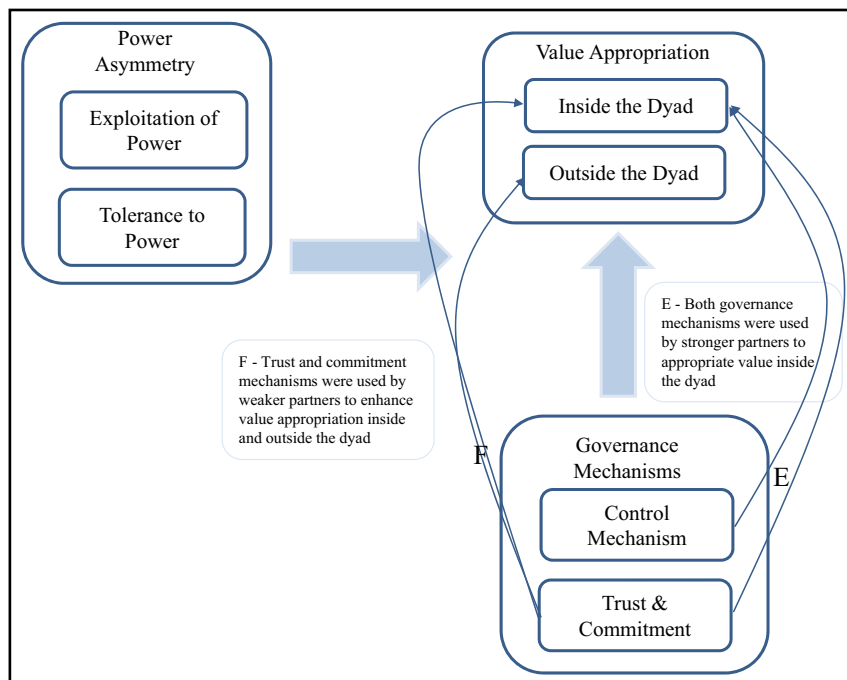 Power
Asymmetry
Exploitation of
Power
Tolerance to
Power
Value Appropriation
Inside the Dyad
Outside the Dyad
F - Trust and commitment
mechanisms were used by
weaker partners to enhance
value appropriation inside
and outside the dyad
E - Both governance
mechanisms were used
by stronger partners to
appropriate value inside
the dyad
F
E
Governance
Mechanisms
Control
Mechanism
Trust &
Commitment